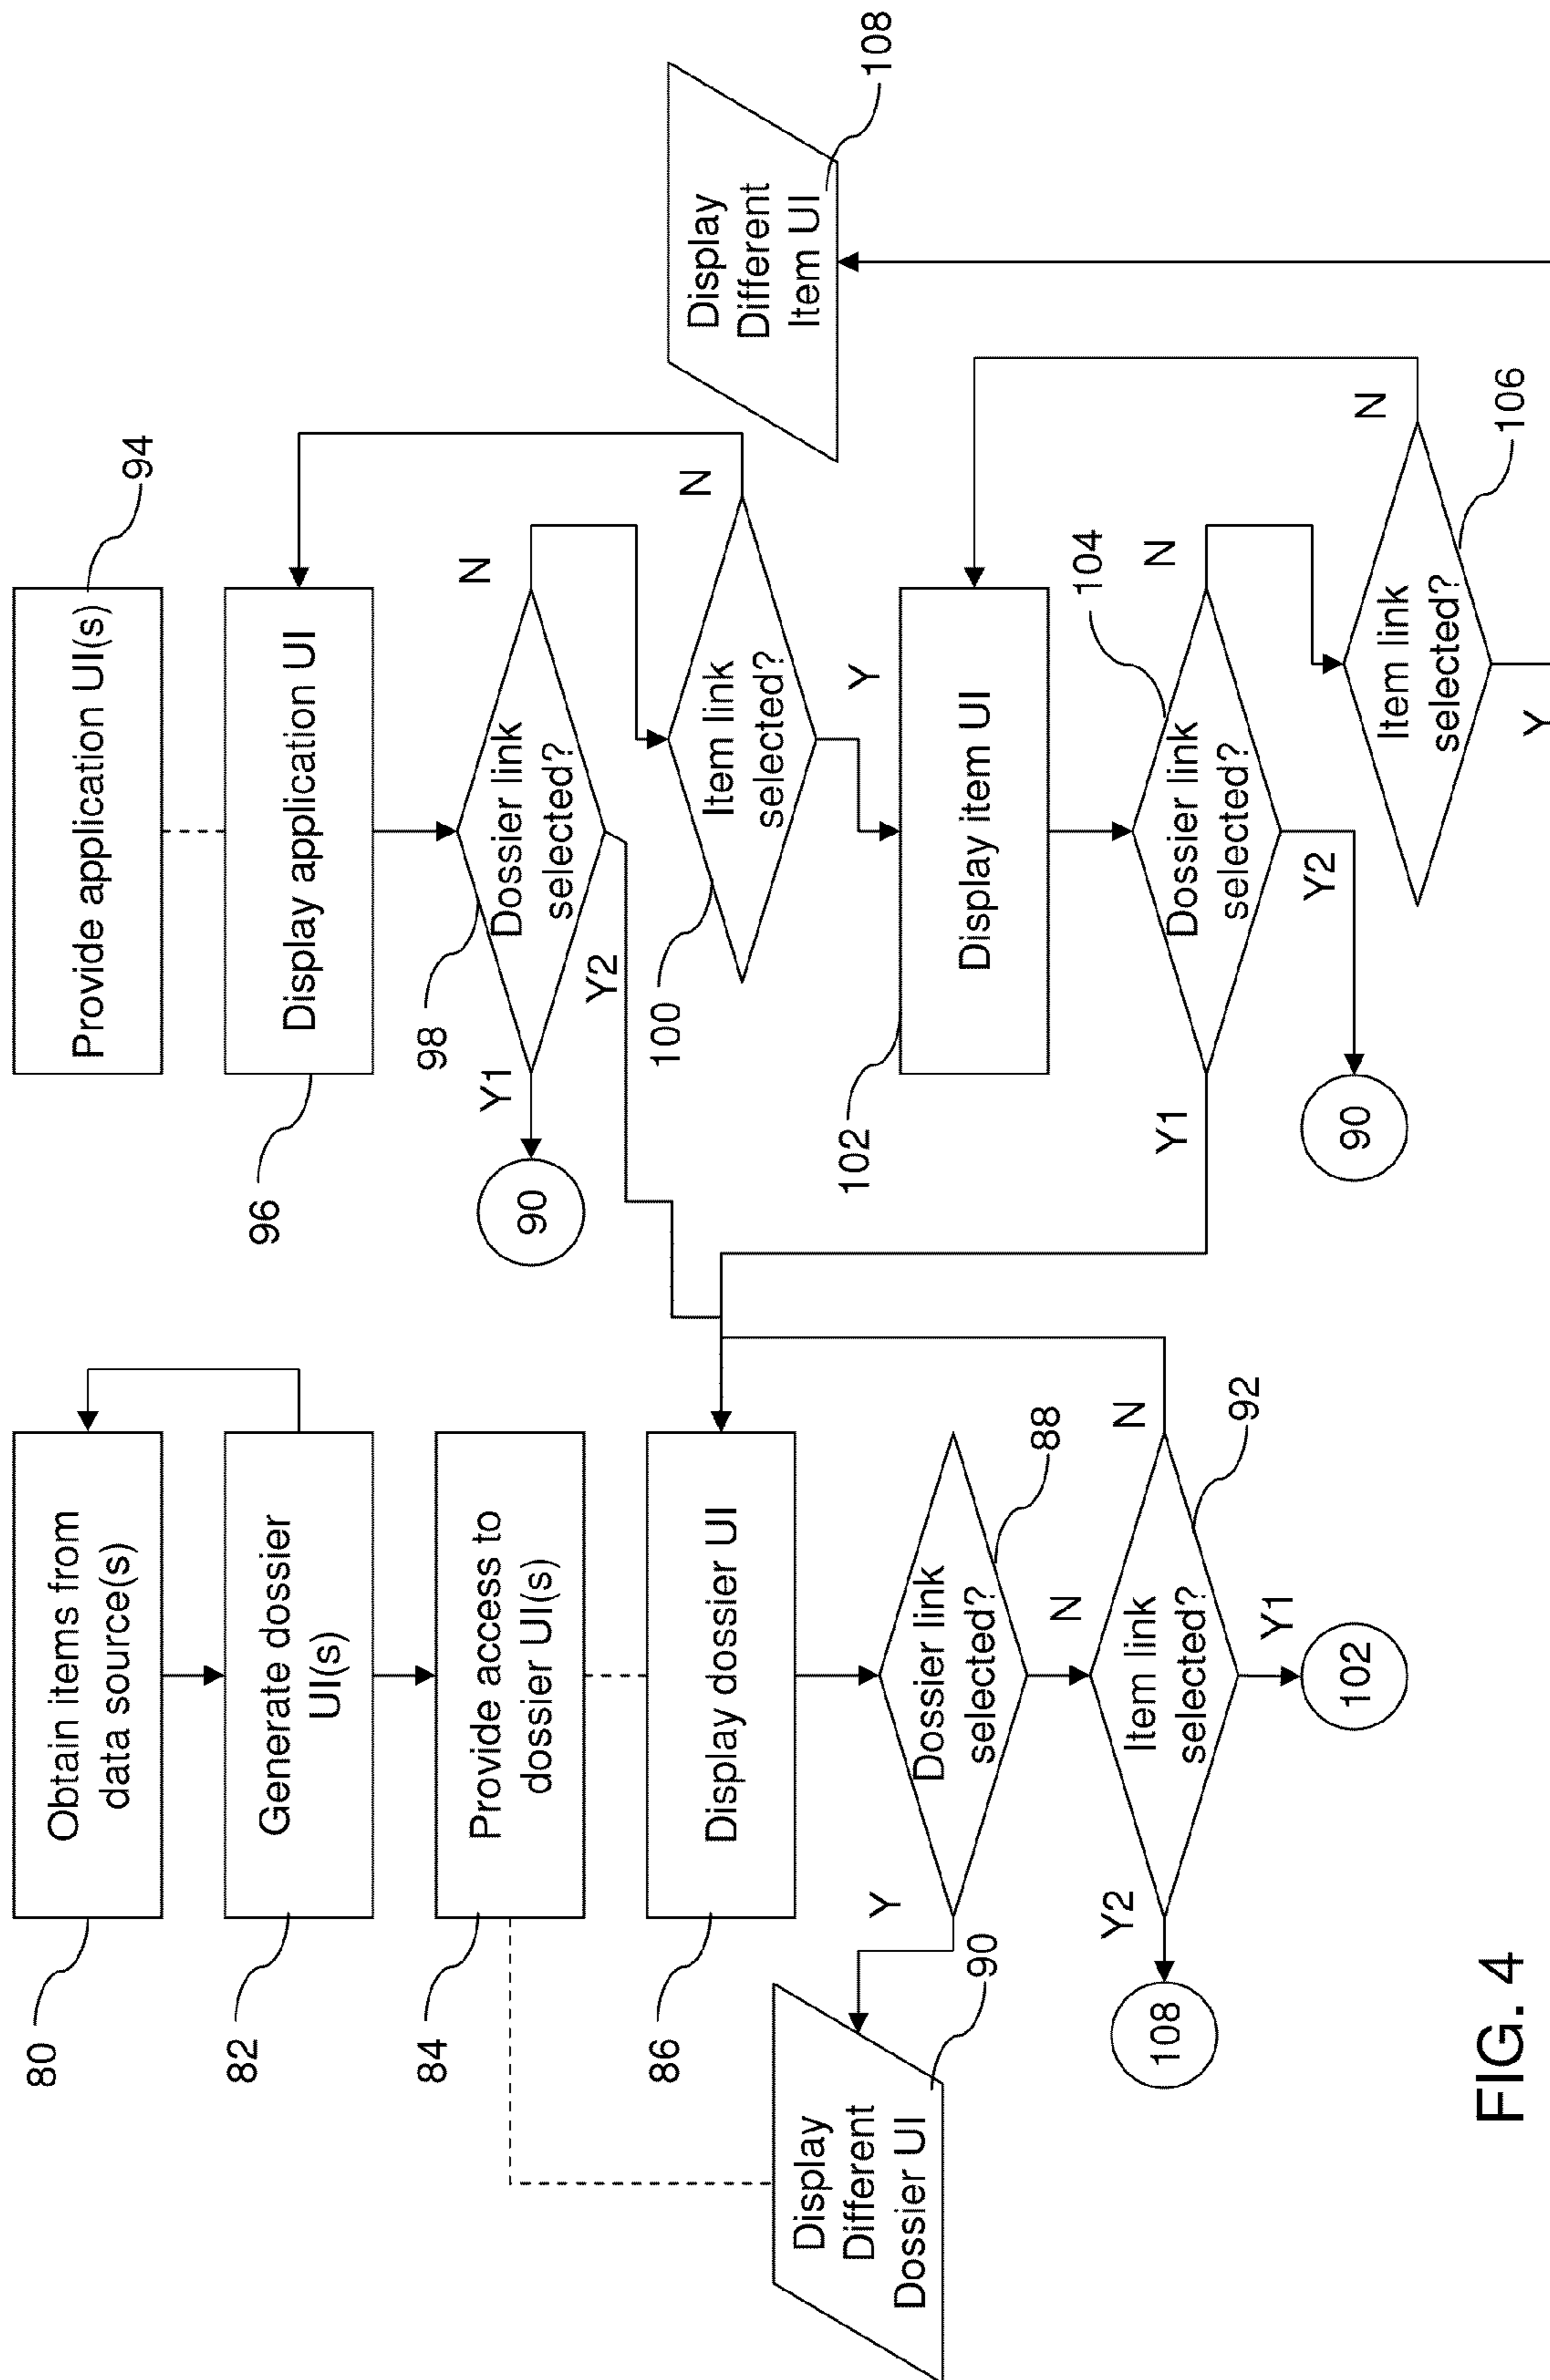 80
Obtain items from
data source(s)
82
Generate dossier
UI(s)
84
Provide access to
dossier UI(s)
86
Display dossier UI
Dossier link
selected?
88
Y
N
Display
Different
Dossier UI
90
Item link
selected?
92
N
Y2
Y1
108
102
Provide application UI(s)
94
Display application UI
96
Dossier link
selected?
98
N
Y1
Y2
90
Item link
selected?
100
N
Y
Display
Different
Item UI
108
Display item UI
102
Dossier link
selected?
104
N
Y1
Y2
90
Item link
selected?
106
N
Y
FIG. 4